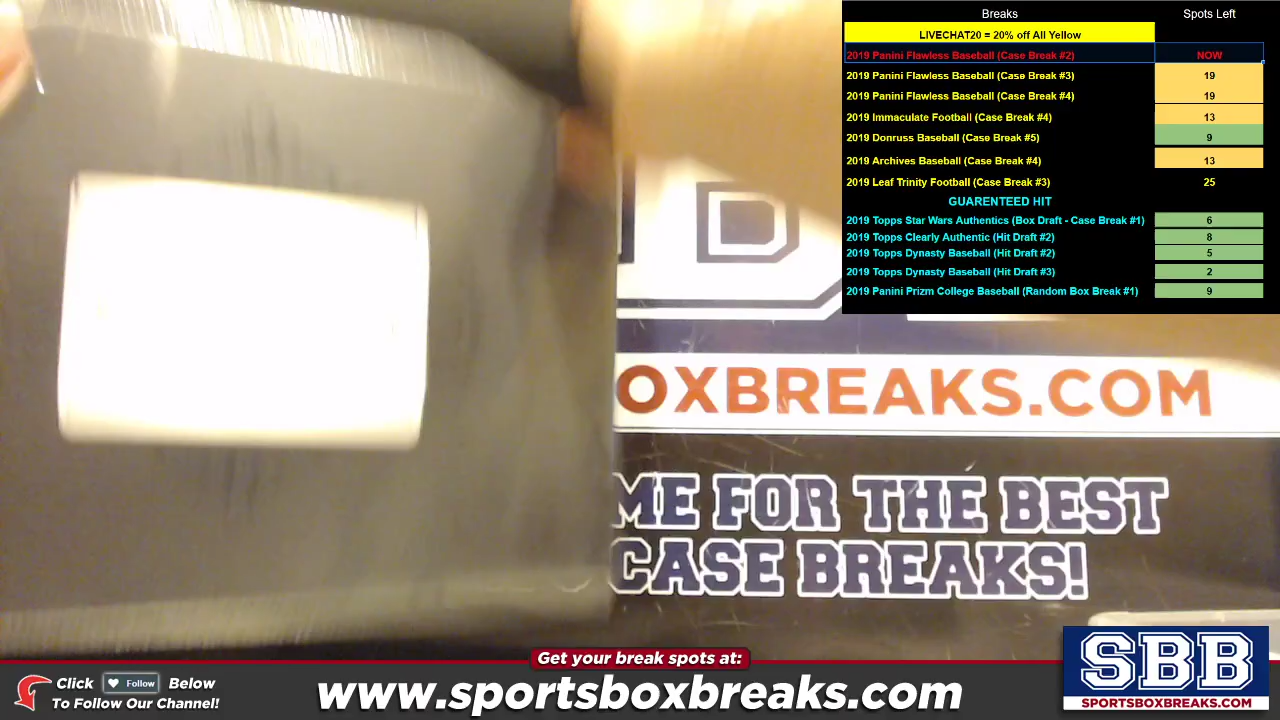 Breaks Spots Left
LIVECHAT20 = 20% off All Yellow
2019 Panini Flawless Baseball (Case Break #2) NOW
2019 Panini Flawless Baseball (Case Break #3) 19
2019 Panini Flawless Baseball (Case Break #4) 19
2019 Immaculate Football (Case Break #4) 13
2019 Donruss Baseball (Case Break #5) 9
2019 Archives Baseball (Case Break #4) 13
2019 Leaf Trinity Football (Case Break #3) 25
GUARENTEED HIT
2019 Topps Star Wars Authentics (Box Draft - Case Break #1) 6
2019 Topps Clearly Authentic (Hit Draft #2) 8
2019 Topps Dynasty Baseball (Hit Draft #2) 5
2019 Topps Dynasty Baseball (Hit Draft #3) 2
2019 Panini Prizm College Baseball (Random Box Break #1) 9
OXBREAKS.COM
ME FOR THE BEST
CASE BREAKS!
Get your break spots at:
www.sportsboxbreaks.com
Click Follow Below
To Follow Our Channel!
SBB
SPORTSBOXBREAKS.COM